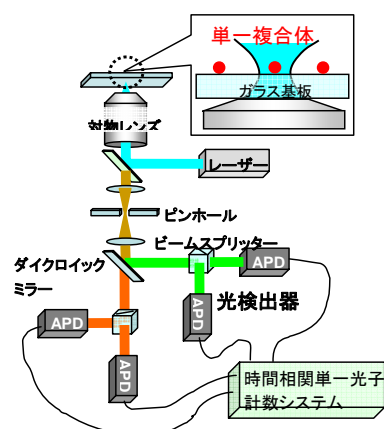 単一複合体
ガラス基板
対物レンズ
レーザー
ピンホール
ビームスプリッター
ダイクロイック
ミラー
APD
光検出器
APD
APD
APD
時間相関単一光子
計数システム